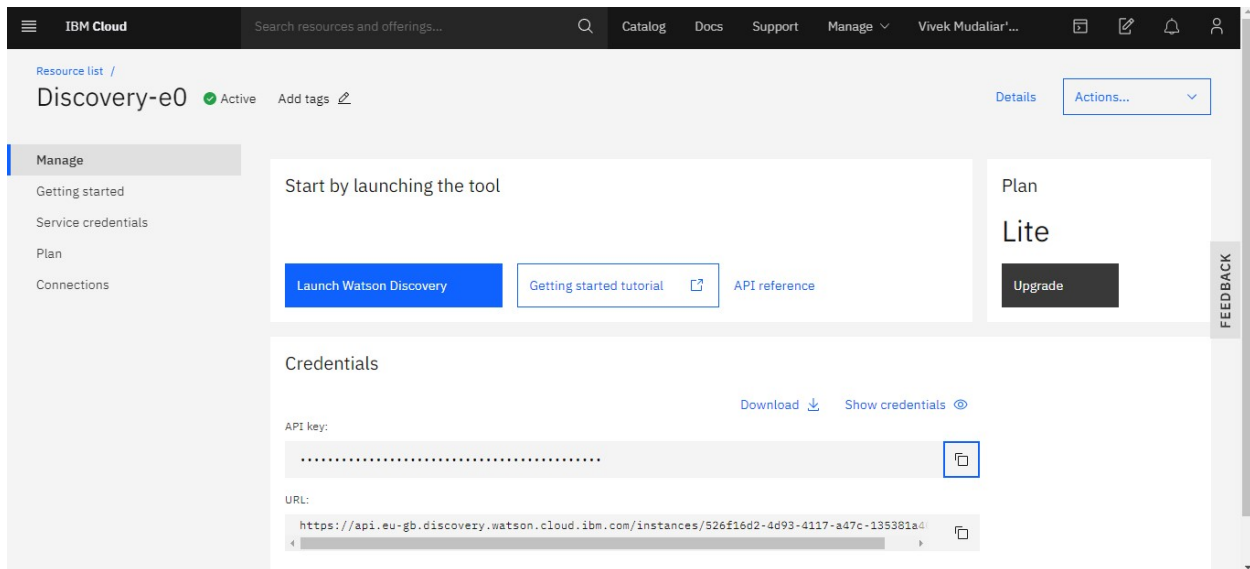 IBM Cloud Search resources and offerings... Catalog Docs Support Manage Vivek Mudaliar'...
Resource list /
Discovery-e0 Active Add tags Details Actions...
Manage
Getting started
Service credentials
Plan
Connections
Start by launching the tool
Launch Watson Discovery Getting started tutorial API reference
Plan
Lite
Upgrade
FEEDBACK
Credentials
Download Show credentials
API key:
............................................
URL:
https://api.eu-gb.discovery.watson.cloud.ibm.com/instances/526f16d2-4d93-4117-a47c-135381a4